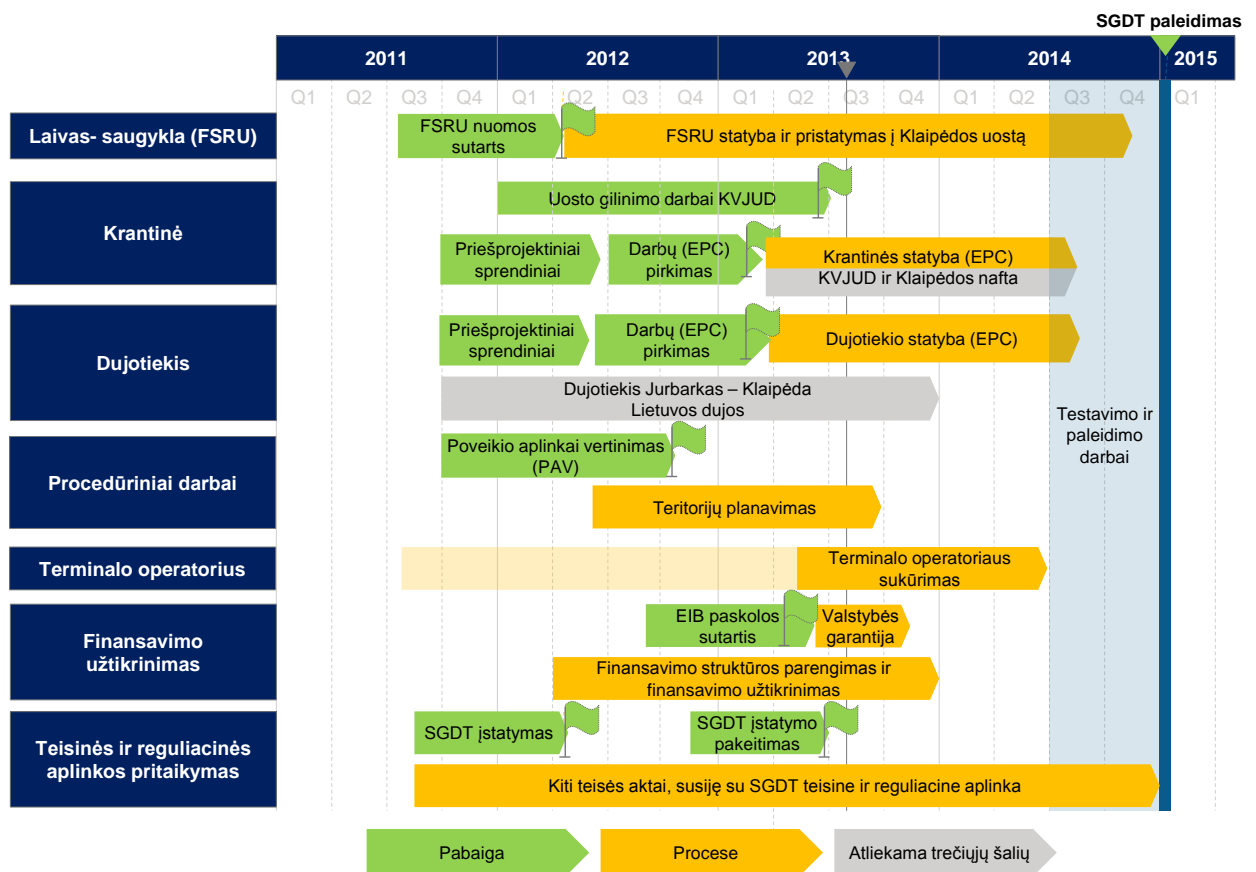 SGDT paleidimas
2011
2012
2013
2014
2015
Q1 Q2 Q3 Q4 Q1 Q2 Q3 Q4 Q1 Q2 Q3 Q4 Q1 Q2 Q3 Q4 Q1
Laivas- saugykla (FSRU)
FSRU nuomos
sutarts
FSRU statyba ir pristatymas į Klaipėdos uostą
Krantinė
Uosto gilinimo darbai KVJUD
Priešprojektiniai
sprendiniai
Darbų (EPC)
pirkimas
Krantinės statyba (EPC)
KVJUD ir Klaipėdos nafta
Dujotiekis
Priešprojektiniai
sprendiniai
Darbų (EPC)
pirkimas
Dujotiekio statyba (EPC)
Dujotiekis Jurbarkas – Klaipėda
Lietuvos dujos
Testavimo ir
paleidimo
darbai
Procedūriniai darbai
Poveikio aplinkai vertinimas
(PAV)
Teritorijų planavimas
Terminalo operatorius
Terminalo operatoriaus
sukūrimas
Finansavimo
užtikrinimas
EIB paskolos
sutartis
Valstybės
garantija
Finansavimo struktūros parengimas ir
finansavimo užtikrinimas
Teisinės ir reguliacinės
aplinkos pritaikymas
SGDT įstatymas
SGDT įstatymo
pakeitimas
Kiti teisės aktai, susiję su SGDT teisine ir reguliacine aplinka
Pabaiga
Procese
Atliekama trečiųjų šalių